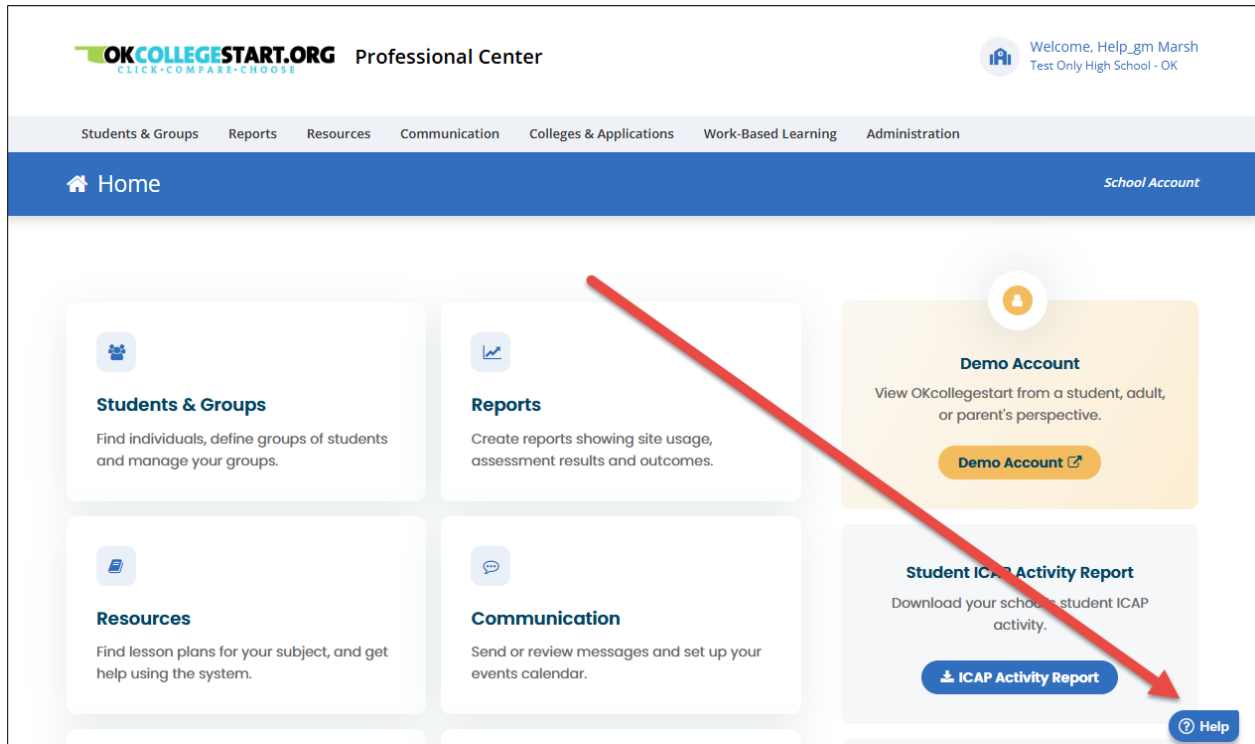 OKCOLLEGESTART.ORG Professional Center
CLICK•COMPARE•CHOOSE
Welcome, Help_gm Marsh
Test Only High School - OK
Students & Groups Reports Resources Communication Colleges & Applications Work-Based Learning Administration
Home
School Account
Students & Groups
Find individuals, define groups of students
and manage your groups.
Reports
Create reports showing site usage,
assessment results and outcomes.
Demo Account
View OKcollegestart from a student, adult,
or parent's perspective.
Demo Account
Resources
Find lesson plans for your subject, and get
help using the system.
Communication
Send or review messages and set up your
events calendar.
Student ICAP Activity Report
Download your school's student ICAP
activity.
ICAP Activity Report
Help